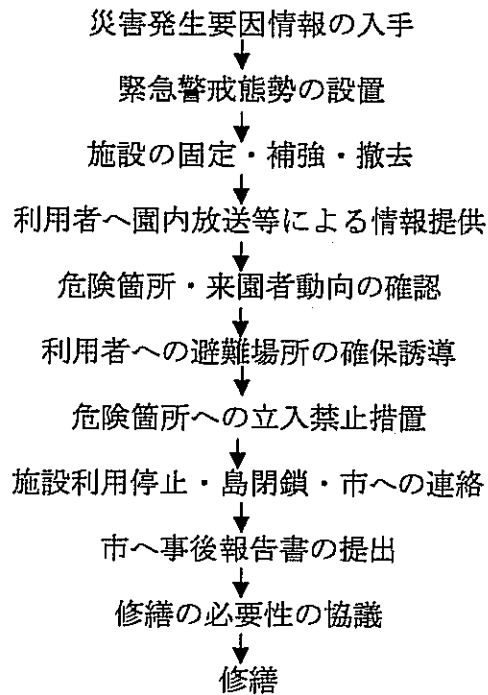 災害発生要因情報の入手
緊急警戒態勢の設置
施設の固定・補強・撤去
利用者へ園内放送等による情報提供
危険箇所・来園者動向の確認
利用者への避難場所の確保誘導
危険箇所への立入禁止措置
施設利用停止・島閉鎖・市への連絡
市へ事後報告書の提出
修繕の必要性の協議
修繕